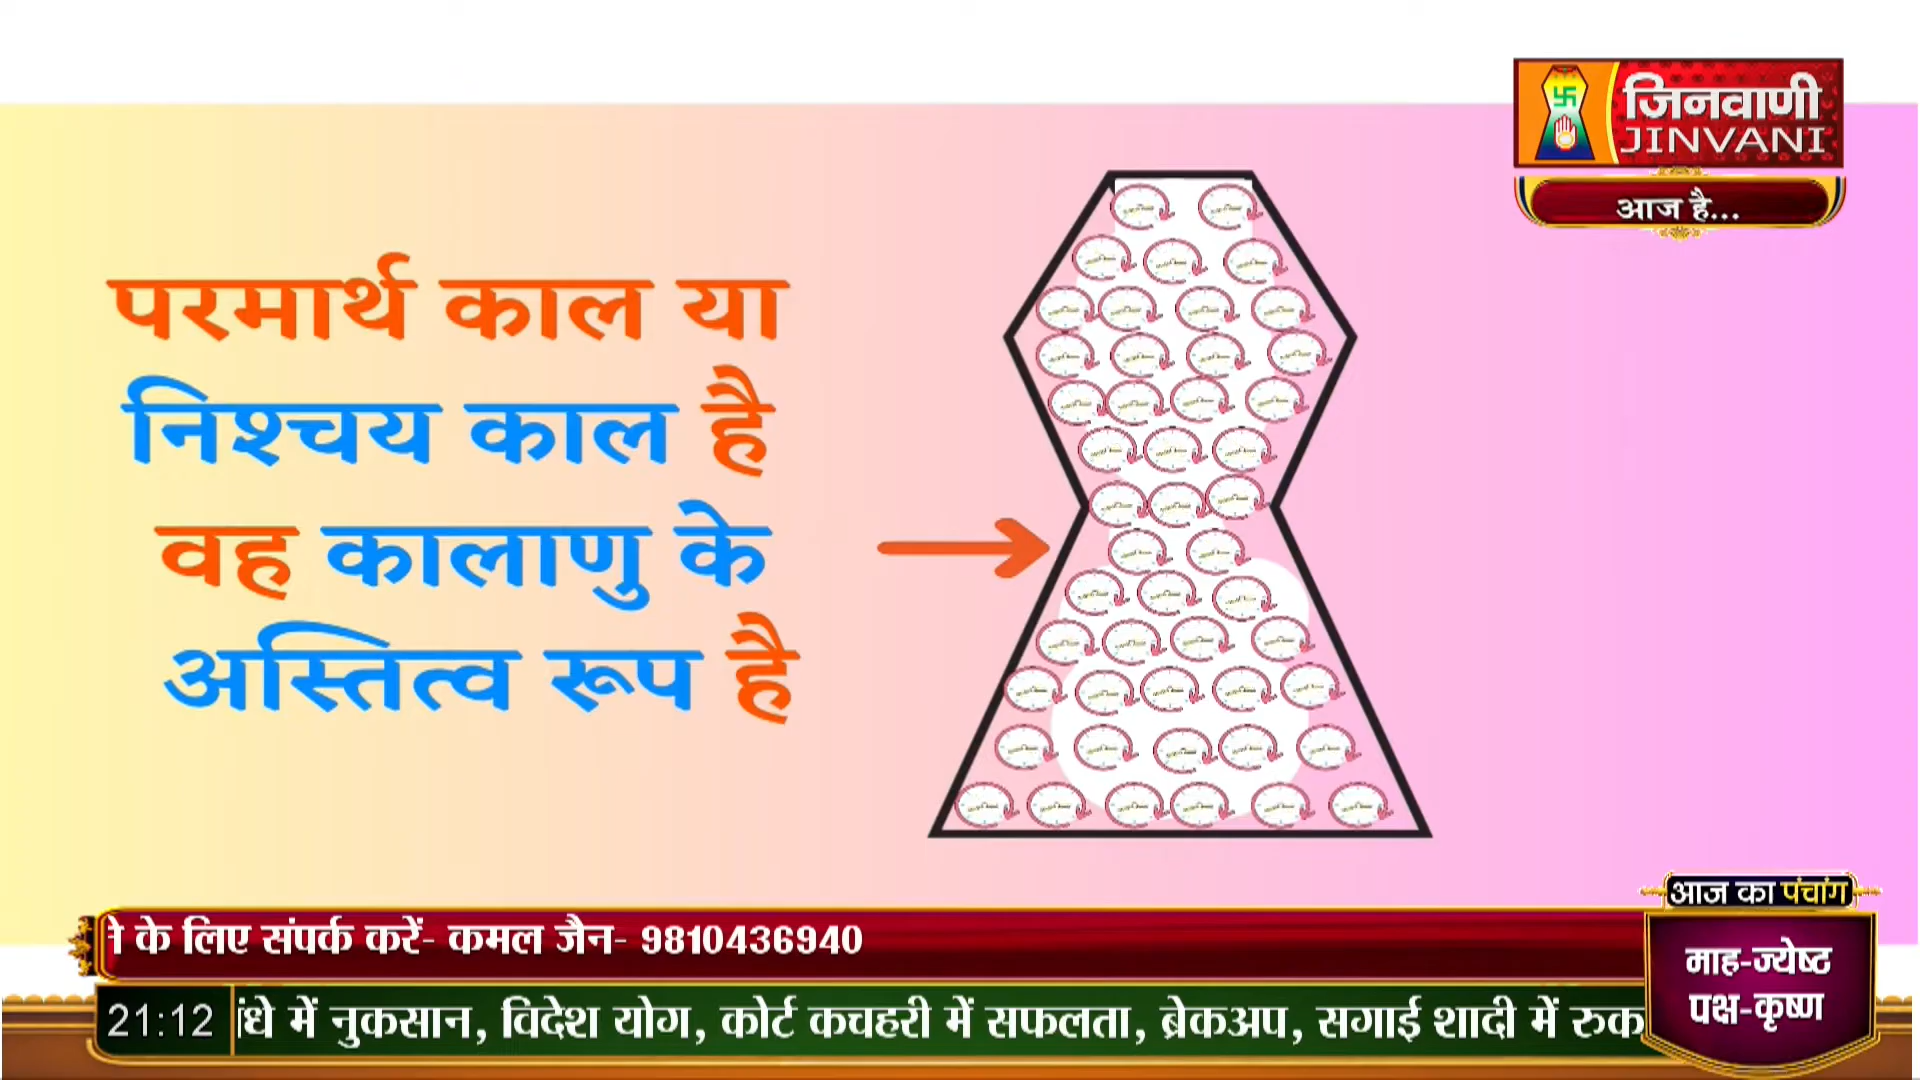 जिनवाणी
JINVANI
आज है...
परमार्थ काल या
निश्चय काल है
वह कालाणु के
अस्तित्व रूप है
के लिए संपर्क करें- कमल जैन- 9810436940
आज का पंचांग
माह-ज्येष्ट
पक्ष-कृष्ण
21:12
में नुकसान, विदेश योग, कोर्ट कचहरी में सफलता, ब्रेकअप, सगाई शादी में रुक